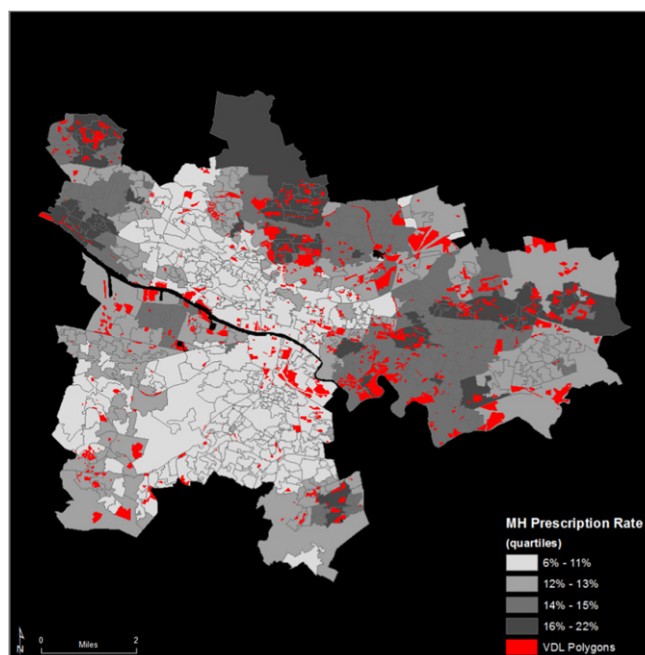 MH Prescription Rate
(quartiles)
6% - 11%
12% - 13%
14% - 15%
16% - 22%
VDL Polygons
N
0 2
Miles